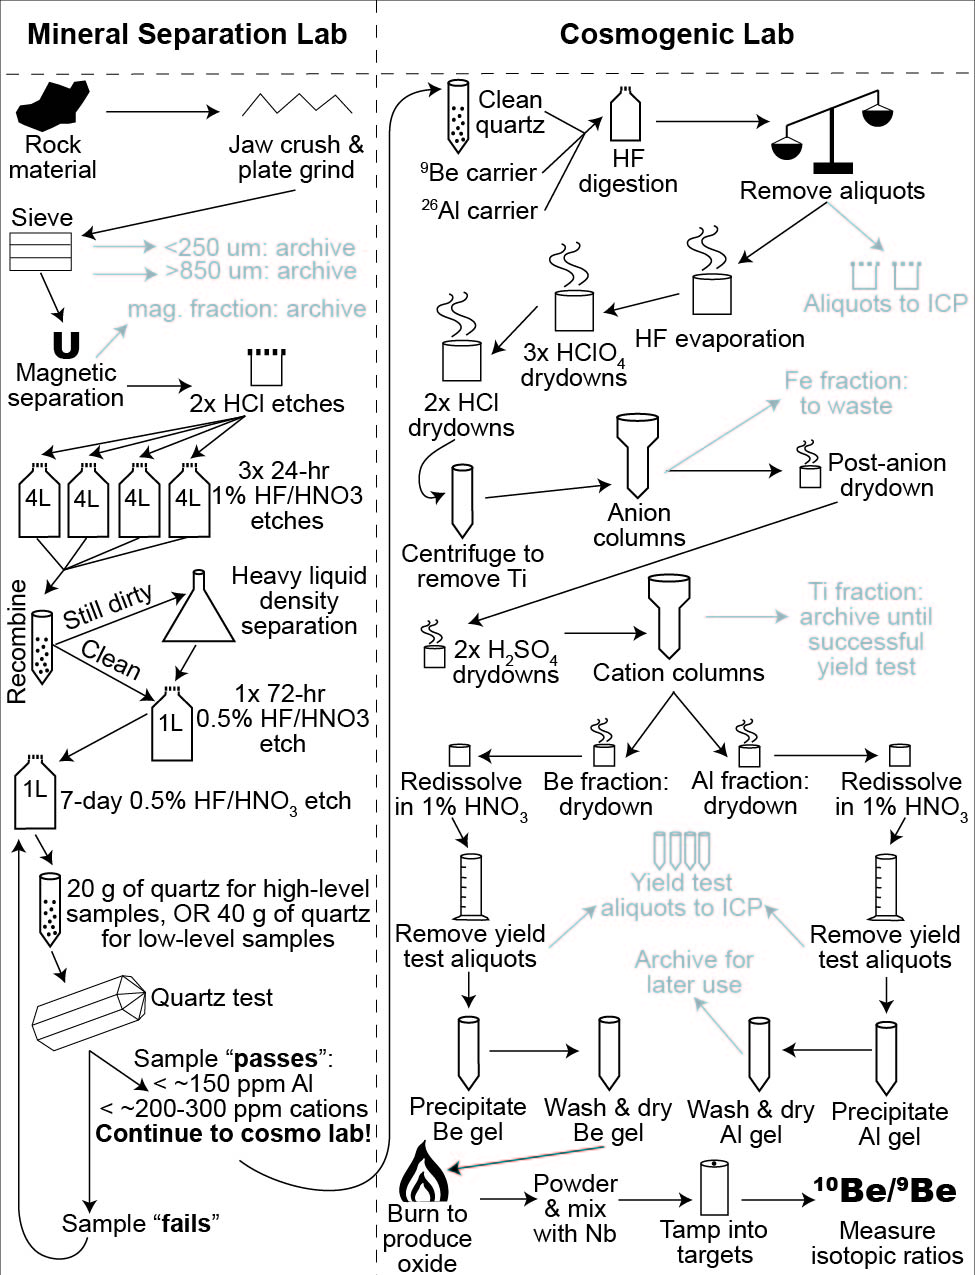 Mineral Separation Lab
Rock
material
Jaw crush &
plate grind
Sieve
<250 um: archive
>850 um: archive
mag. fraction: archive
U
Magnetic
separation
2x HCl etches
4L
4L
4L
4L
3x 24-hr
1% HF/HNO3
etches
Recombine
Still dirty
Clean
Heavy liquid
density
separation
1L
1x 72-hr
0.5% HF/HNO3
etch
1L
7-day 0.5% HF/HNO₃ etch
20 g of quartz for high-level
samples, OR 40 g of quartz
for low-level samples
Quartz test
Sample “passes”:
< ~150 ppm Al
< ~200-300 ppm cations
Continue to cosmo lab!
Sample “fails”
Cosmogenic Lab
Clean
quartz
⁹Be carrier
²⁶Al carrier
HF
digestion
Remove aliquots
Aliquots to ICP
HF evaporation
3x HClO₄
drydowns
2x HCl
drydowns
Centrifuge to
remove Ti
Anion
columns
Fe fraction:
to waste
Post-anion
drydown
2x H₂SO₄
drydowns
Cation columns
Ti fraction:
archive until
successful
yield test
Redissolve
in 1% HNO₃
Be fraction:
drydown
Al fraction:
drydown
Redissolve
in 1% HNO₃
Yield test
aliquots to ICP
Remove yield
test aliquots
Remove yield
test aliquots
Archive for
later use
Precipitate
Be gel
Wash & dry
Be gel
Wash & dry
Al gel
Precipitate
Al gel
Burn to
produce
oxide
Powder
& mix
with Nb
Tamp into
targets
¹⁰Be/⁹Be
Measure
isotopic ratios